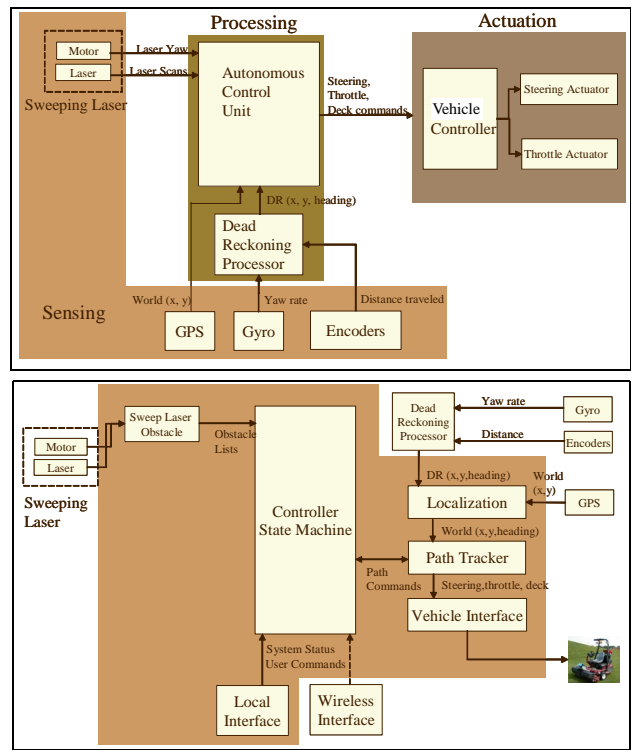 Processing
Actuation
Motor
Laser
Sweeping Laser
Laser Yaw
Laser Scans
Autonomous
Control
Unit
Steering,
Throttle,
Deck commands
Vehicle
Controller
Steering Actuator
Throttle Actuator
DR (x, y, heading)
Dead
Reckoning
Processor
Sensing
World (x, y)
Yaw rate
Distance traveled
GPS
Gyro
Encoders
Motor
Laser
Sweeping
Laser
Sweep Laser
Obstacle
Obstacle
Lists
Controller
State Machine
Dead
Reckoning
Processor
Yaw rate
Gyro
Distance
Encoders
DR (x,y,heading)
World
(x,y)
Localization
GPS
World (x,y,heading)
Path Tracker
Path
Commands
Steering,throttle, deck
Vehicle Interface
System Status
User Commands
Local
Interface
Wireless
Interface